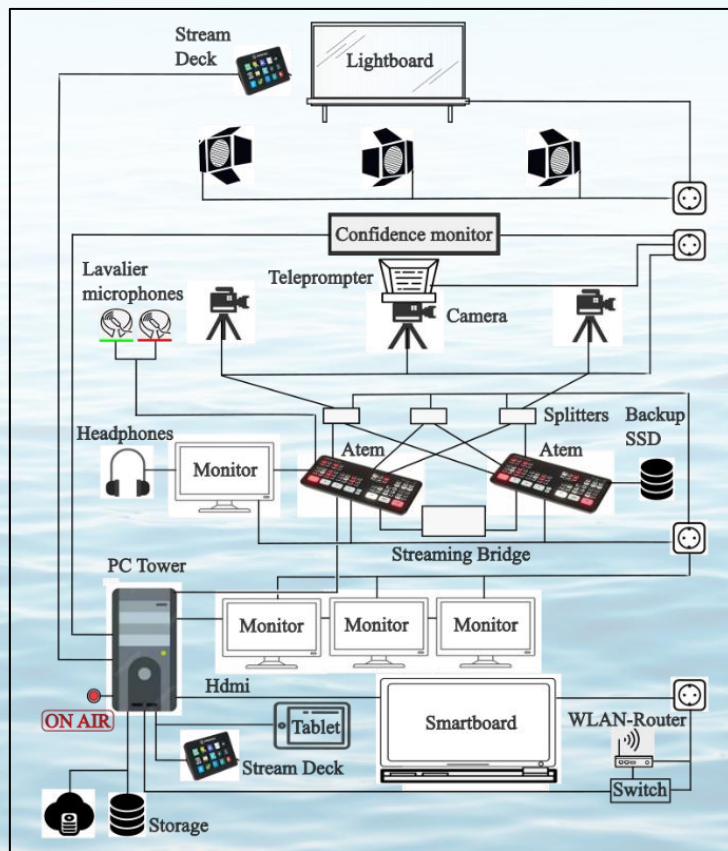 Stream
Deck
Lightboard
Confidence monitor
Teleprompter
Lavalier
microphones
Camera
Splitters
Backup
SSD
Headphones
Atem
Atem
Monitor
Streaming Bridge
PC Tower
Monitor
Monitor
Monitor
Hdmi
ON AIR
Tablet
Smartboard
WLAN-Router
Stream Deck
Switch
Storage